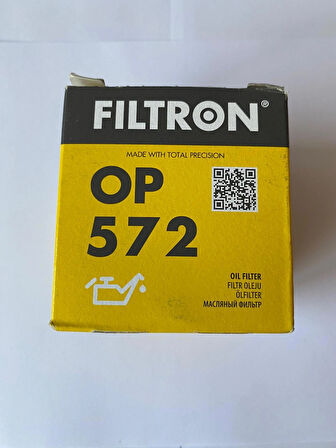 FILTRON®
MADE WITH TOTAL PRECISION
OP
572
OIL FILTER
FILTR OLEJU
ÖLFILTER
МАСЛЯНЫЙ ФИЛЬТР